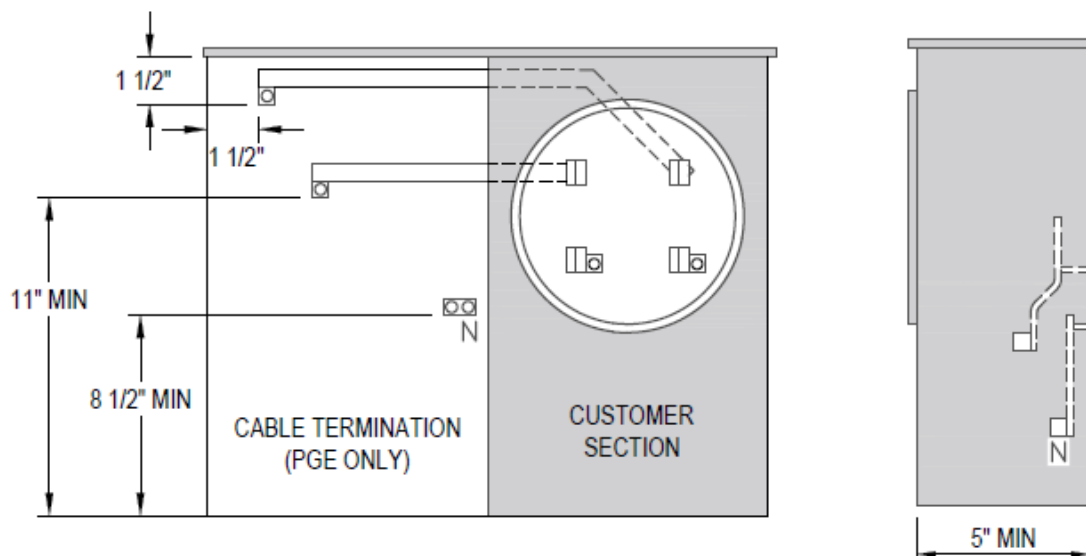 1 1/2"
1 1/2"
11" MIN
8 1/2" MIN
N
CABLE TERMINATION
(PGE ONLY)
CUSTOMER
SECTION
N
5" MIN